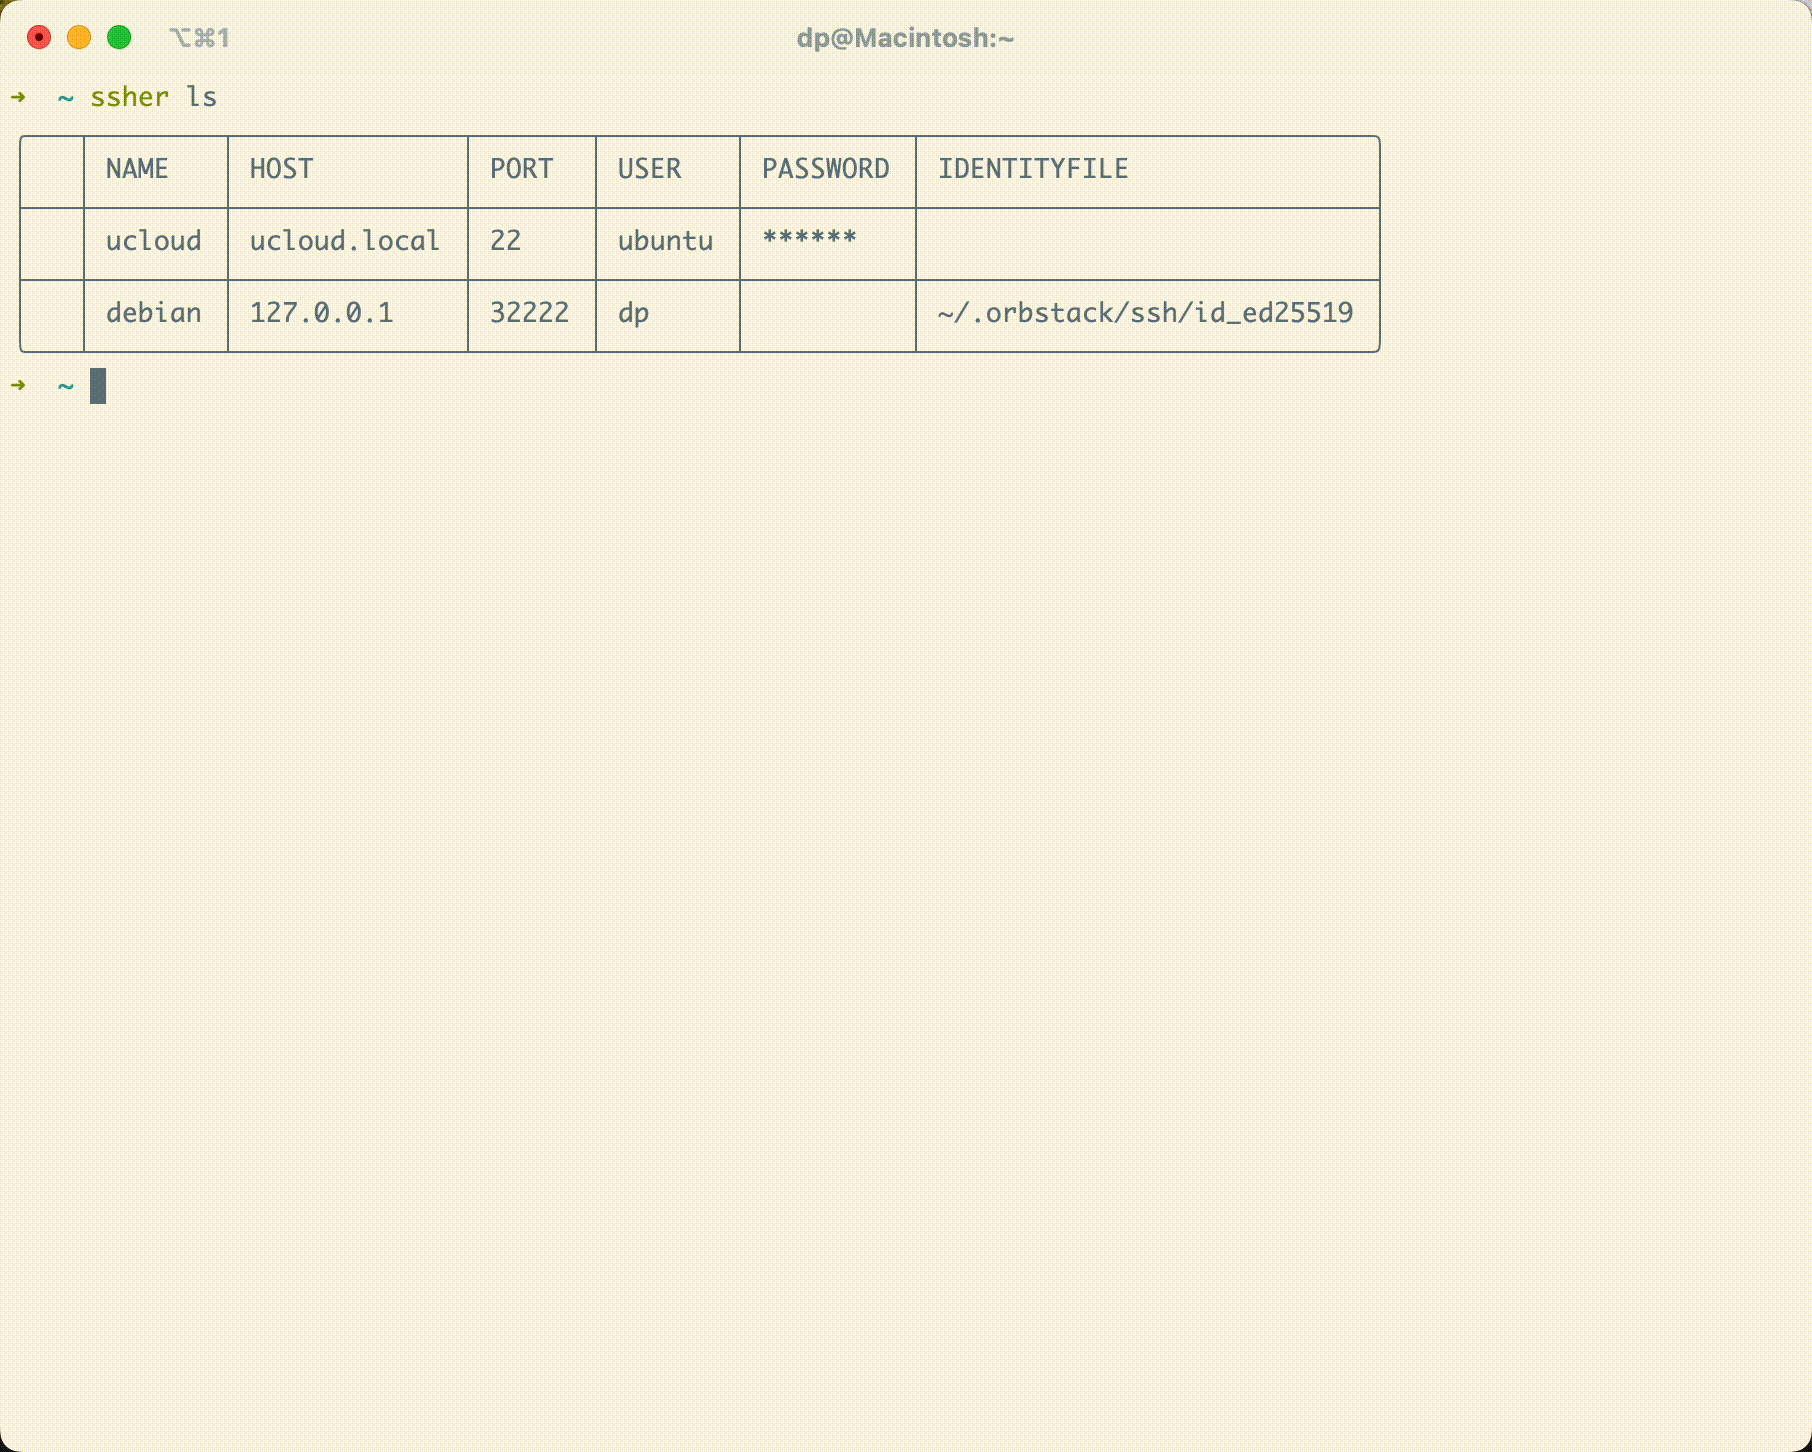 ⌥⌘1 dp@Macintosh:~
➜ ~ ssher ls
NAME HOST PORT USER PASSWORD IDENTITYFILE
ucloud ucloud.local 22 ubuntu ******
debian 127.0.0.1 32222 dp ~/.orbstack/ssh/id_ed25519
➜ ~